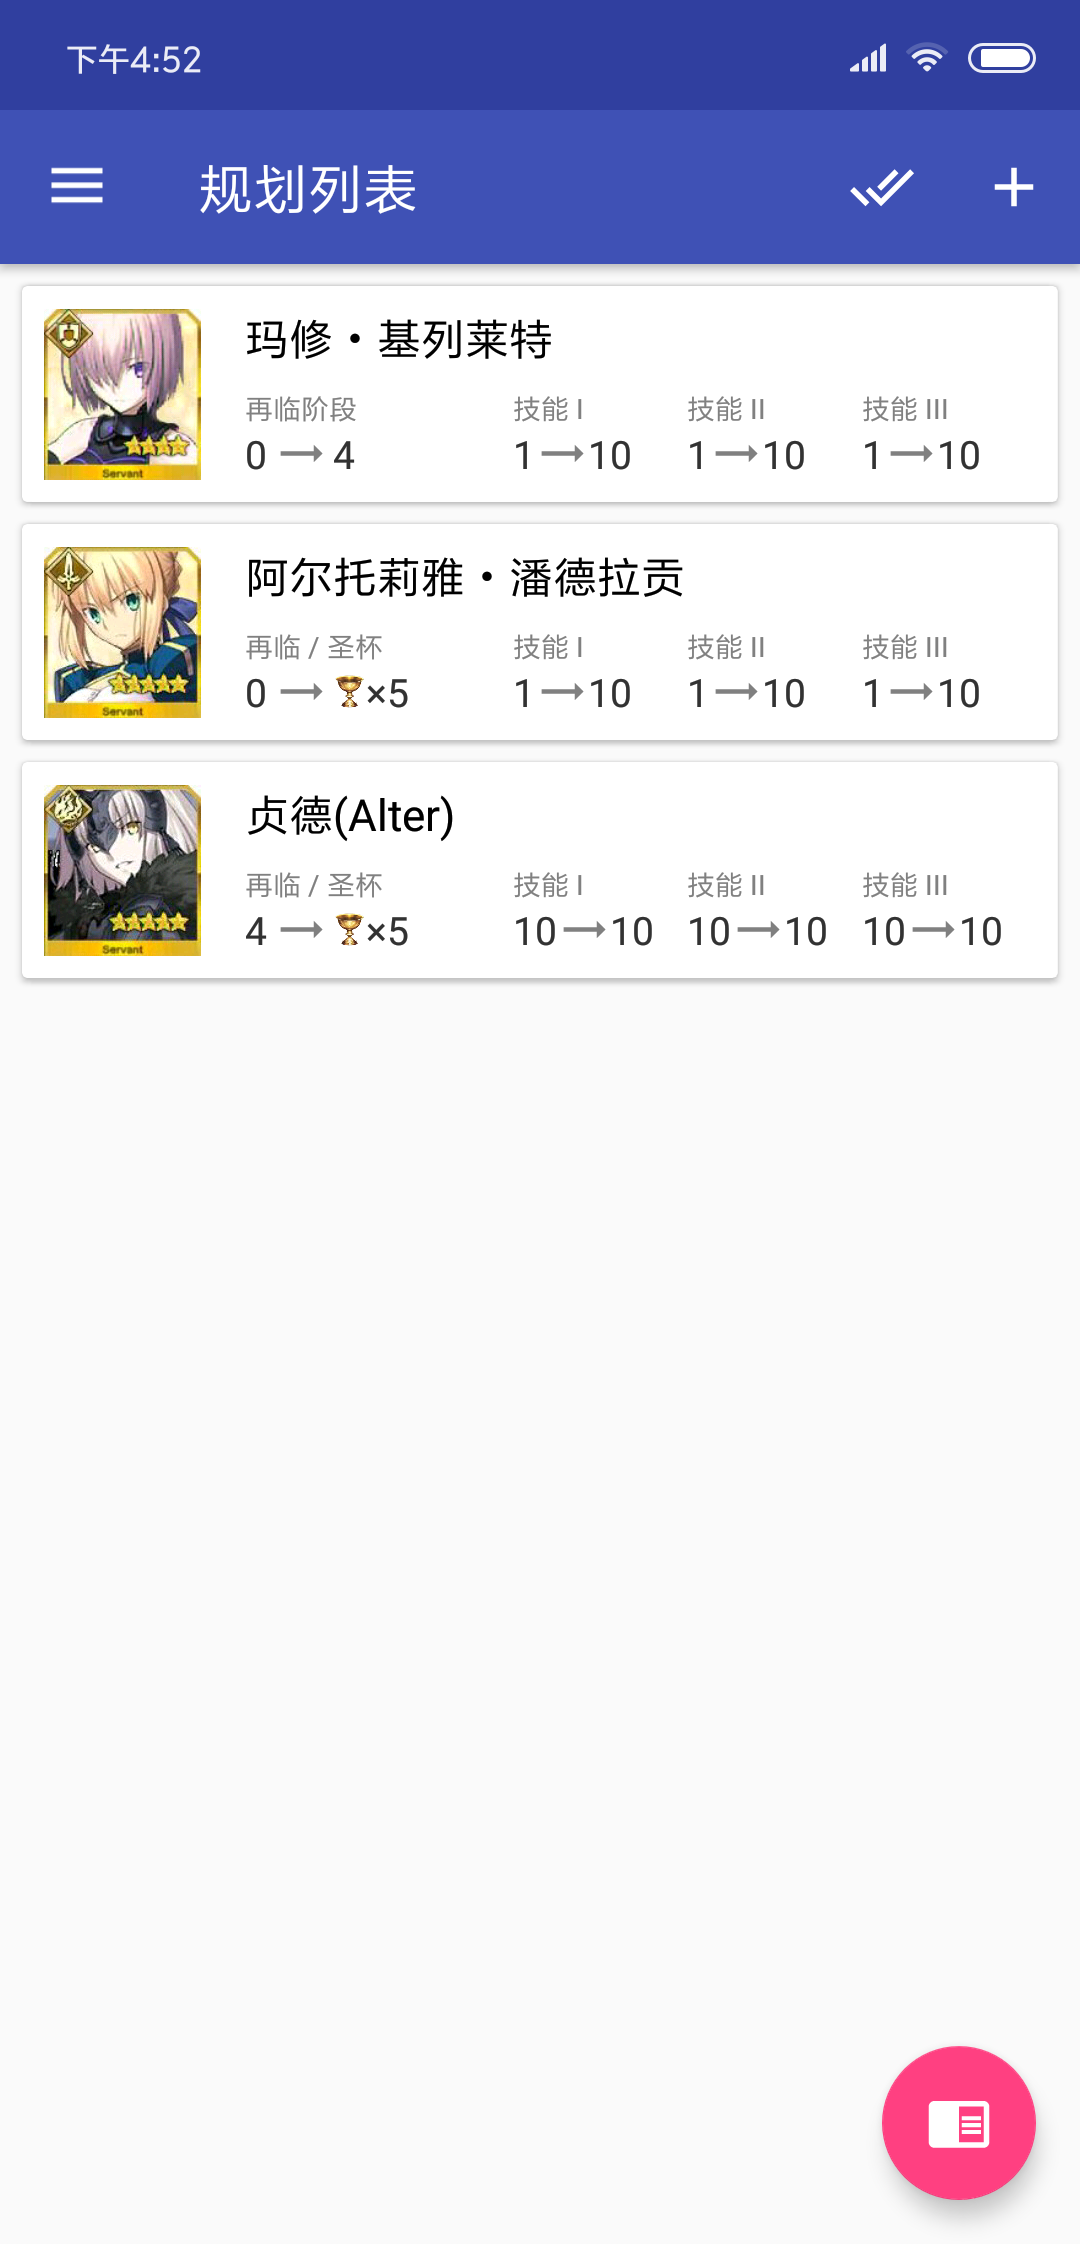 下午4:52
规划列表
玛修·基列莱特
再临阶段 技能 I 技能 II 技能 III
0 → 4 1→10 1→10 1→10
Servant
阿尔托莉雅·潘德拉贡
再临 / 圣杯 技能 I 技能 II 技能 III
0 → 🏆×5 1→10 1→10 1→10
Servant
贞德(Alter)
再临 / 圣杯 技能 I 技能 II 技能 III
4 → 🏆×5 10→10 10→10 10→10
Servant